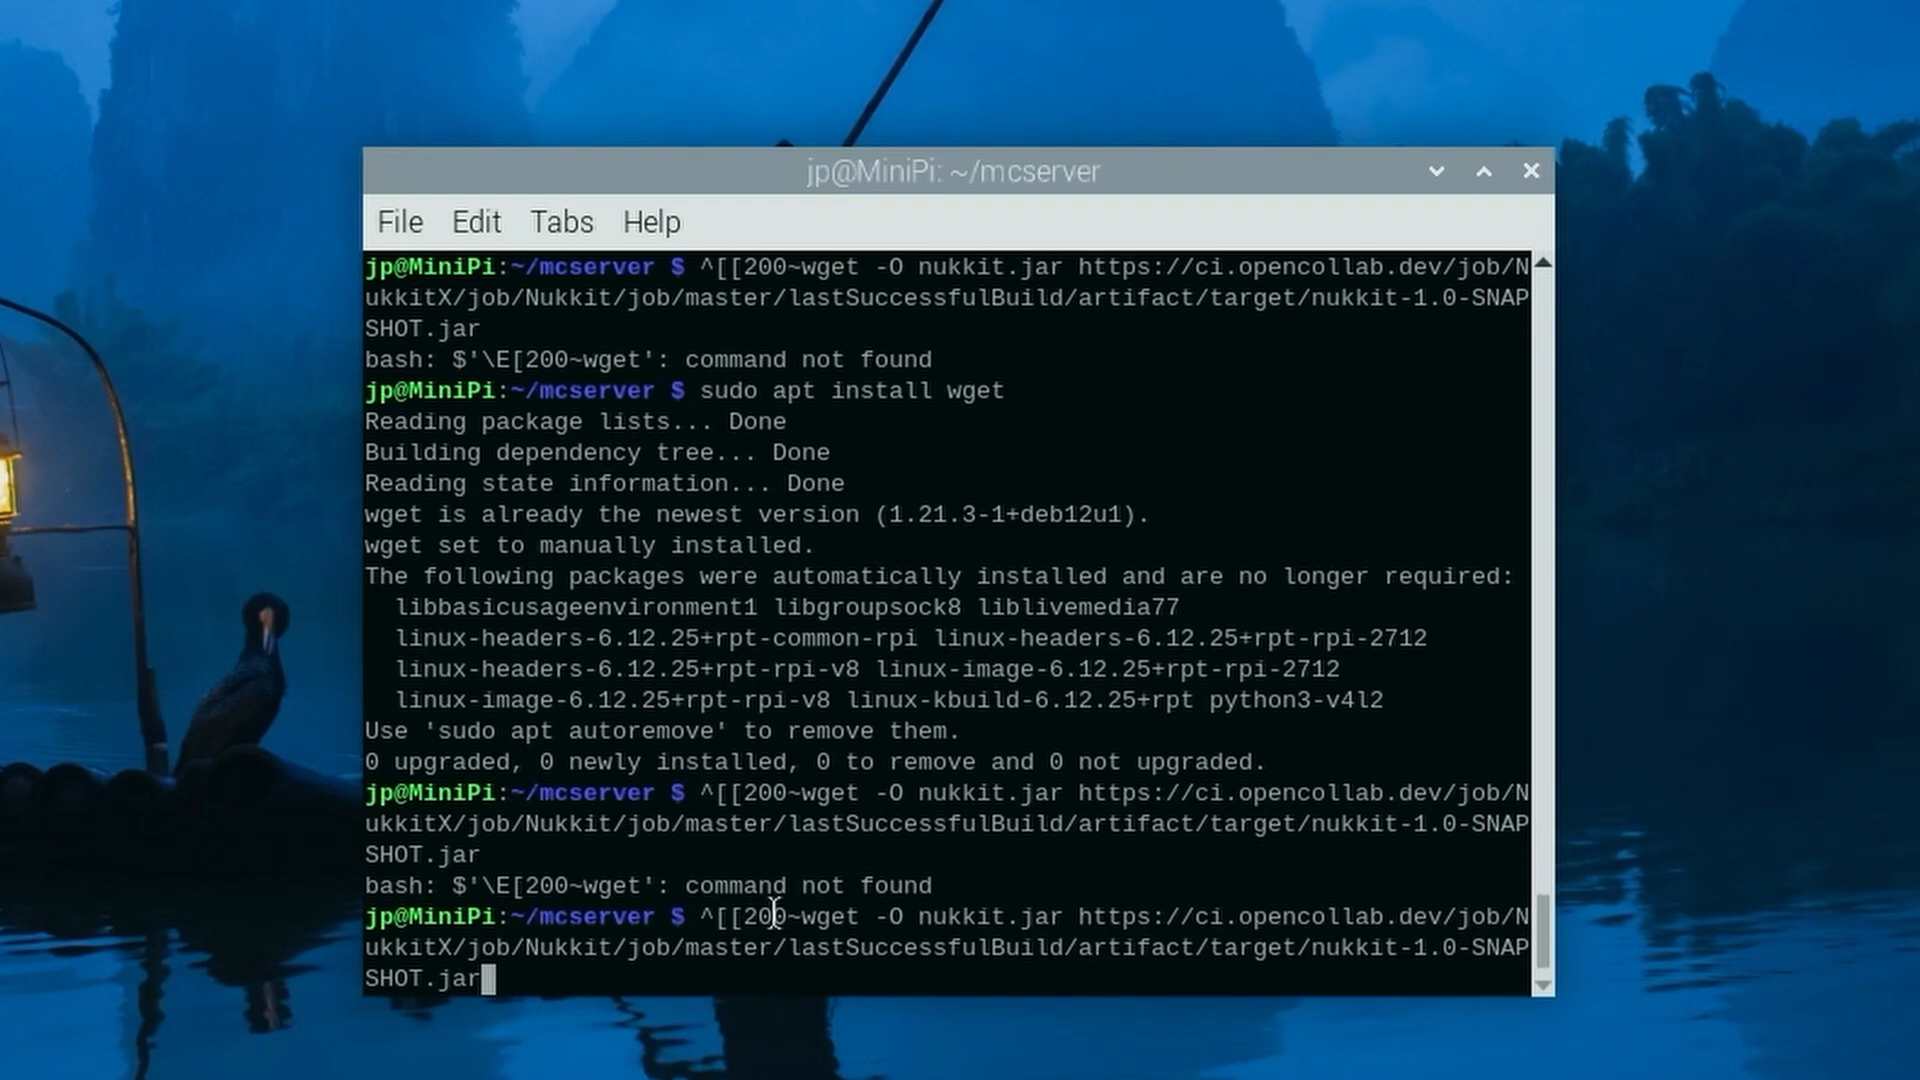 jp@MiniPi: ~/mcserver
File Edit Tabs Help
jp@MiniPi:~/mcserver $ ^[[200~wget -O nukkit.jar https://ci.opencollab.dev/job/N
ukkitX/job/Nukkit/job/master/lastSuccessfulBuild/artifact/target/nukkit-1.0-SNAP
SHOT.jar
bash: $'\E[200~wget': command not found
jp@MiniPi:~/mcserver $ sudo apt install wget
Reading package lists... Done
Building dependency tree... Done
Reading state information... Done
wget is already the newest version (1.21.3-1+deb12u1).
wget set to manually installed.
The following packages were automatically installed and are no longer required:
  libbasicusageenvironment1 libgroupsock8 liblivemedia77
  linux-headers-6.12.25+rpt-common-rpi linux-headers-6.12.25+rpt-rpi-2712
  linux-headers-6.12.25+rpt-rpi-v8 linux-image-6.12.25+rpt-rpi-2712
  linux-image-6.12.25+rpt-rpi-v8 linux-kbuild-6.12.25+rpt python3-v4l2
Use 'sudo apt autoremove' to remove them.
0 upgraded, 0 newly installed, 0 to remove and 0 not upgraded.
jp@MiniPi:~/mcserver $ ^[[200~wget -O nukkit.jar https://ci.opencollab.dev/job/N
ukkitX/job/Nukkit/job/master/lastSuccessfulBuild/artifact/target/nukkit-1.0-SNAP
SHOT.jar
bash: $'\E[200~wget': command not found
jp@MiniPi:~/mcserver $ ^[[200~wget -O nukkit.jar https://ci.opencollab.dev/job/N
ukkitX/job/Nukkit/job/master/lastSuccessfulBuild/artifact/target/nukkit-1.0-SNAP
SHOT.jar